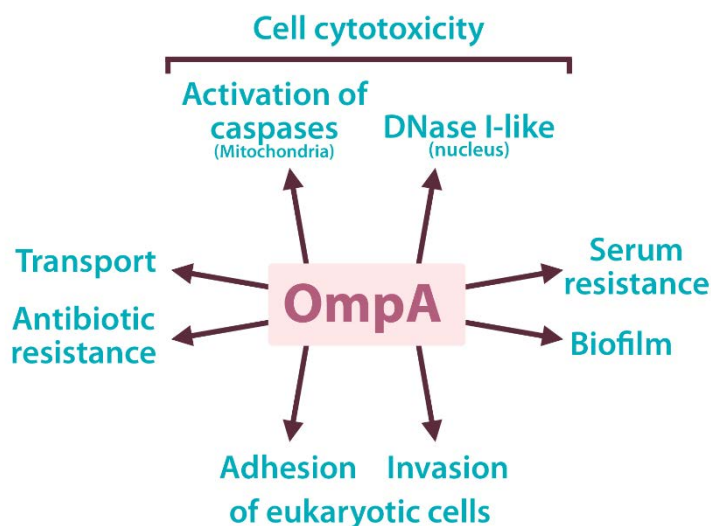 Cell cytotoxicity
Activation of
caspases
(Mitochondria)
DNase I-like
(nucleus)
Transport
Antibiotic
resistance
OmpA
Serum
resistance
Biofilm
Adhesion Invasion
of eukaryotic cells